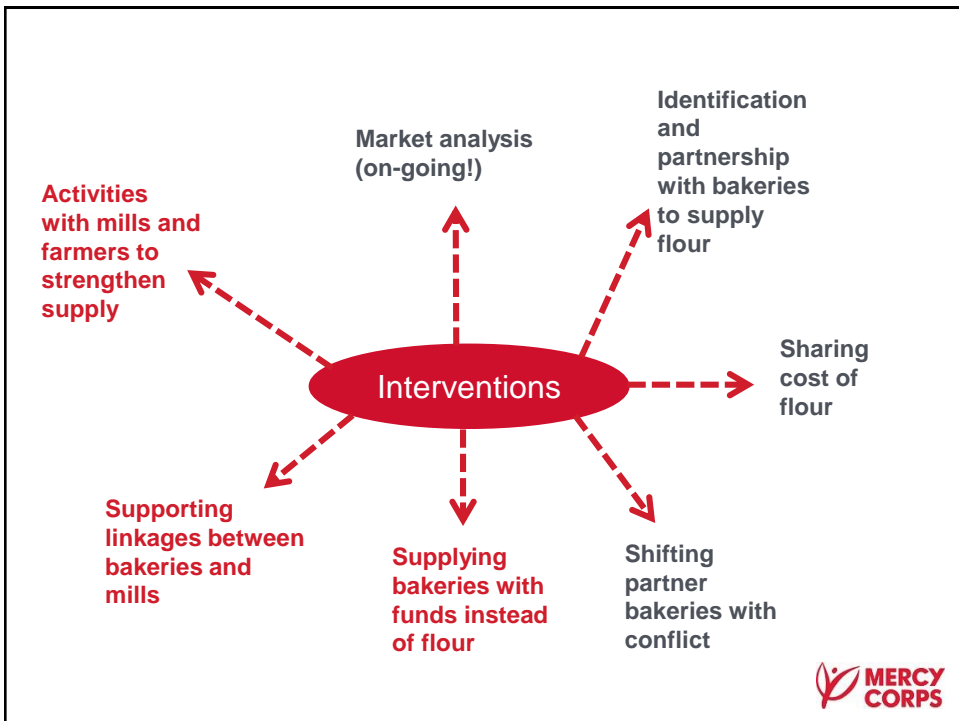 Market analysis
(on-going!)
Identification
and
partnership
with bakeries
to supply
flour
Activities
with mills and
farmers to
strengthen
supply
Interventions
Sharing
cost of
flour
Supporting
linkages between
bakeries and
mills
Supplying
bakeries with
funds instead
of flour
Shifting
partner
bakeries with
conflict
MERCY
CORPS